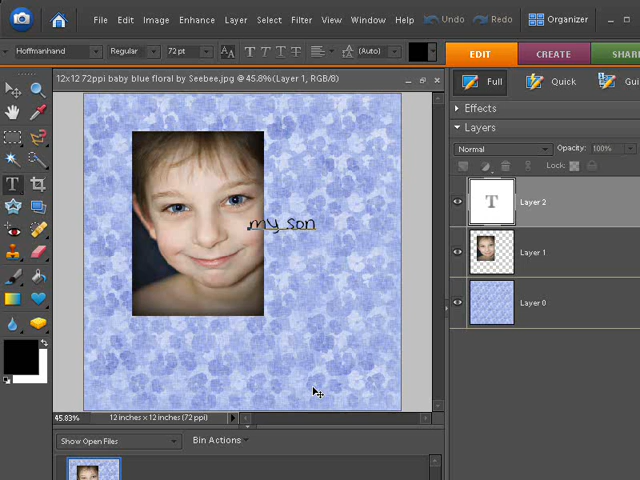 File Edit Image Enhance Layer Select Filter View Window Help Undo Redo Organizer
Hoffmanhand Regular 72 pt AA T T T T (Auto)
EDIT CREATE SHAR
12x12 72ppi baby blue floral by Seebee.jpg @ 45.8% (Layer 1, RGB/8)
Full Quick Gui
Effects
Layers
Normal Opacity: 100%
Lock:
T Layer 2
my son
Layer 1
Layer 0
45.83% 12 inches x 12 inches (72 ppi)
Show Open Files Bin Actions